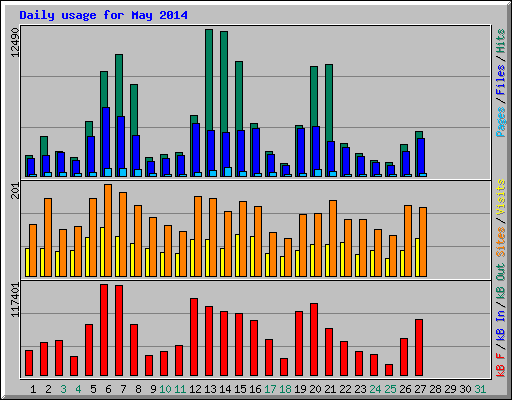 Daily usage for May 2014
12490
201
117401
Pages / Files / Hits
Sites / Visits
kB F / kB In / kB Out
1 2 3 4 5 6 7 8 9 10 11 12 13 14 15 16 17 18 19 20 21 22 23 24 25 26 27 28 29 30 31